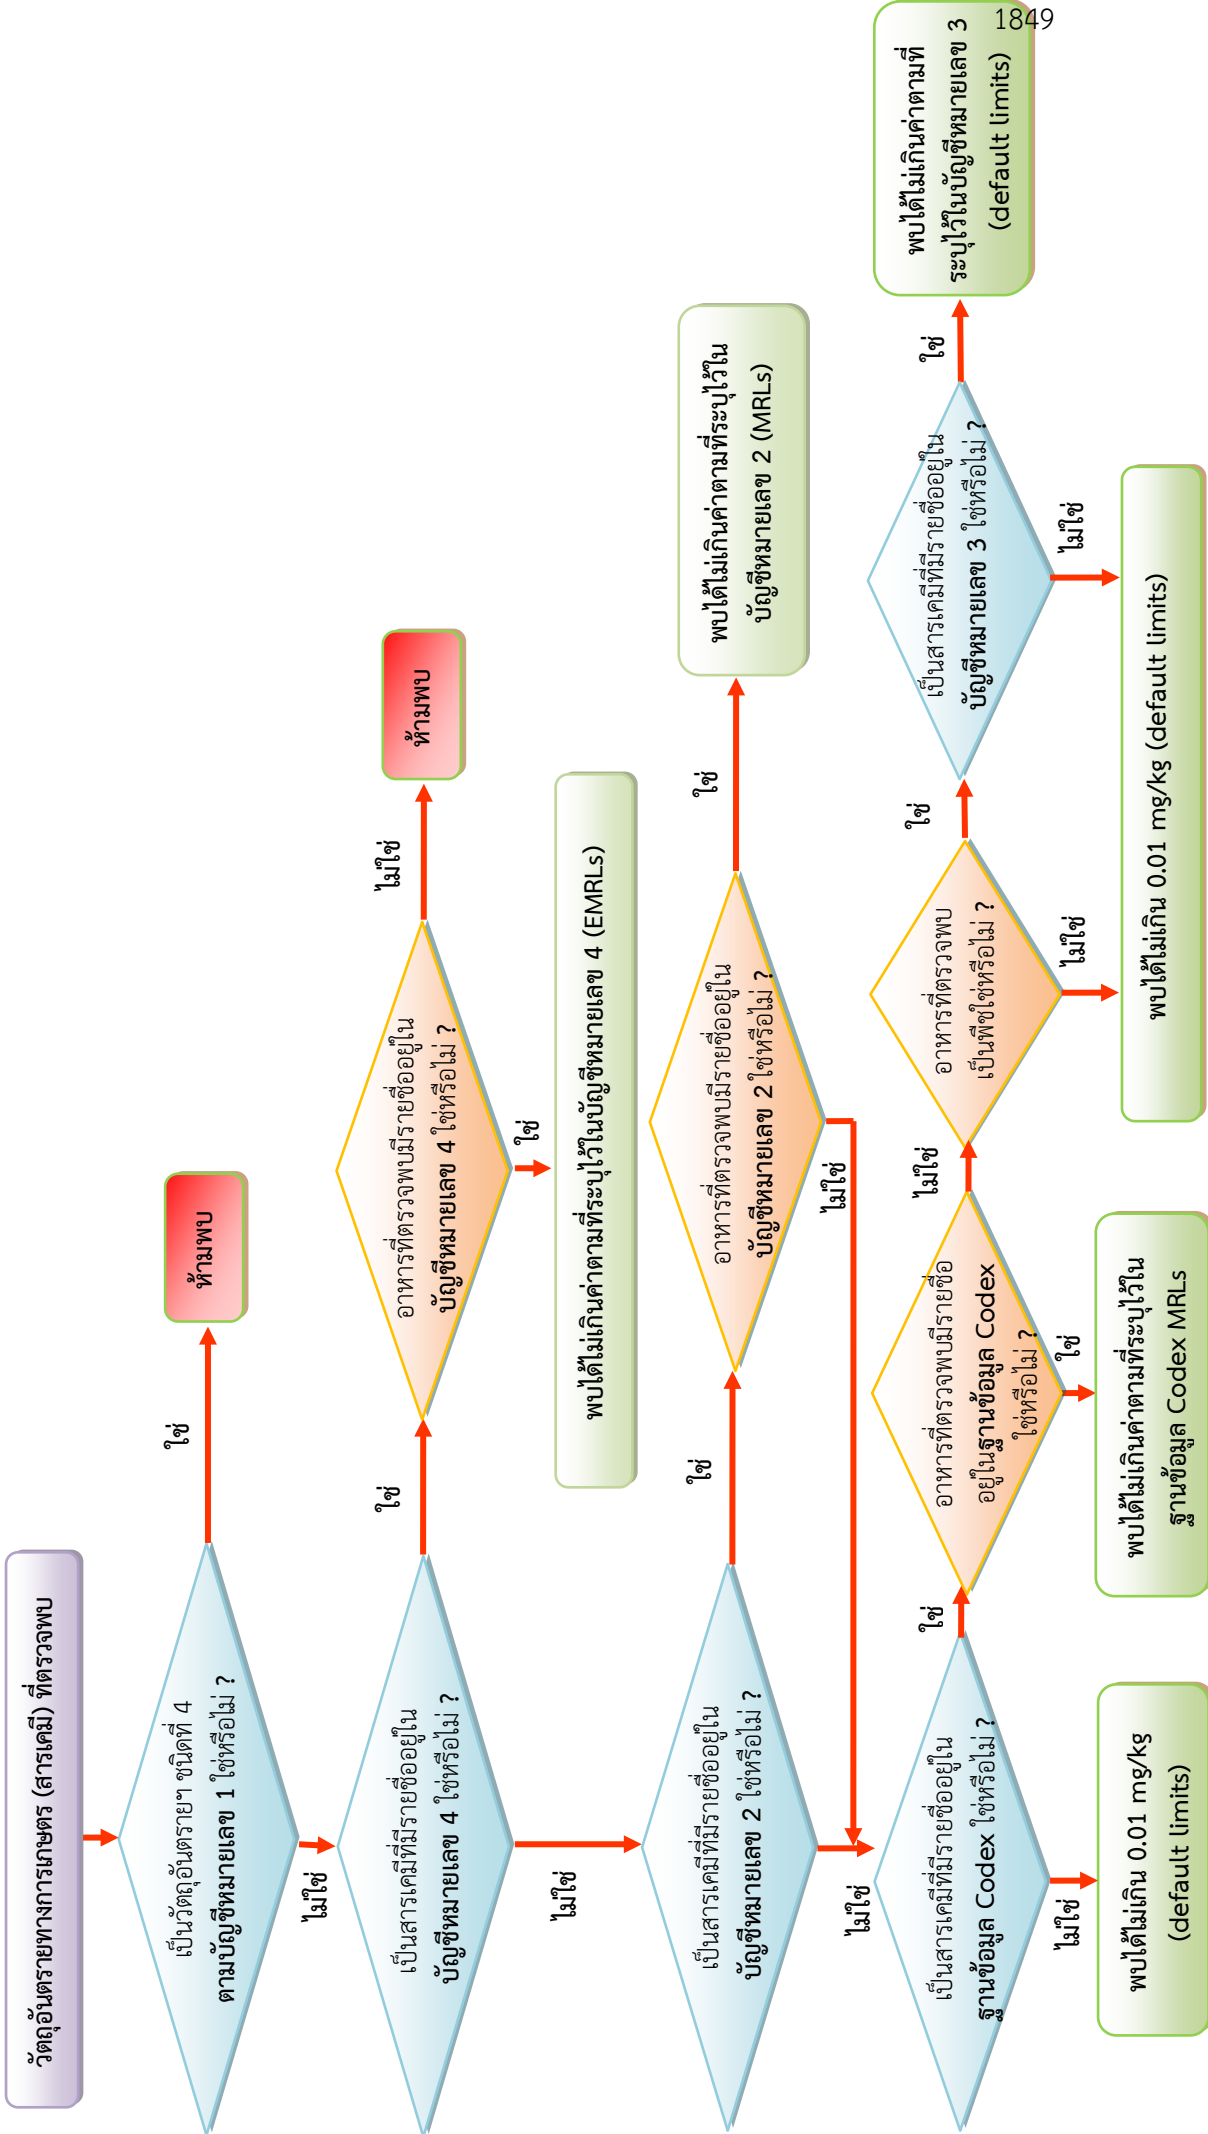 1849
วัตถุอันตรายทางการเกษตร (สารเคมี) ที่ตรวจพบ
เป็นวัตถุอันตรายฯ ชนิดที่ 4
ตามบัญชีหมายเลข 1 ใช่หรือไม่ ?
ใช่
ห้ามพบ
ไม่ใช่
เป็นสารเคมีที่มีรายชื่ออยู่ใน
บัญชีหมายเลข 4 ใช่หรือไม่ ?
ใช่
อาหารที่ตรวจพบมีรายชื่ออยู่ใน
บัญชีหมายเลข 4 ใช่หรือไม่ ?
ไม่ใช่
ห้ามพบ
ใช่
พบได้ไม่เกินค่าตามที่ระบุไว้ในบัญชีหมายเลข 4 (EMRLs)
ไม่ใช่
เป็นสารเคมีที่มีรายชื่ออยู่ใน
บัญชีหมายเลข 2 ใช่หรือไม่ ?
ใช่
อาหารที่ตรวจพบมีรายชื่ออยู่ใน
บัญชีหมายเลข 2 ใช่หรือไม่ ?
ใช่
พบได้ไม่เกินค่าตามที่ระบุไว้ใน
บัญชีหมายเลข 2 (MRLs)
ไม่ใช่
ไม่ใช่
เป็นสารเคมีที่มีรายชื่ออยู่ใน
ฐานข้อมูล Codex ใช่หรือไม่ ?
ใช่
อาหารที่ตรวจพบมีรายชื่อ
อยู่ในฐานข้อมูล Codex
ใช่หรือไม่ ?
ไม่ใช่
อาหารที่ตรวจพบ
เป็นพืชใช่หรือไม่ ?
ใช่
เป็นสารเคมีที่มีรายชื่ออยู่ใน
บัญชีหมายเลข 3 ใช่หรือไม่ ?
ใช่
พบได้ไม่เกินค่าตามที่
ระบุไว้ในบัญชีหมายเลข 3
(default limits)
ไม่ใช่
พบได้ไม่เกิน 0.01 mg/kg
(default limits)
ใช่
พบได้ไม่เกินค่าตามที่ระบุไว้ใน
ฐานข้อมูล Codex MRLs
ไม่ใช่
ไม่ใช่
พบได้ไม่เกิน 0.01 mg/kg (default limits)